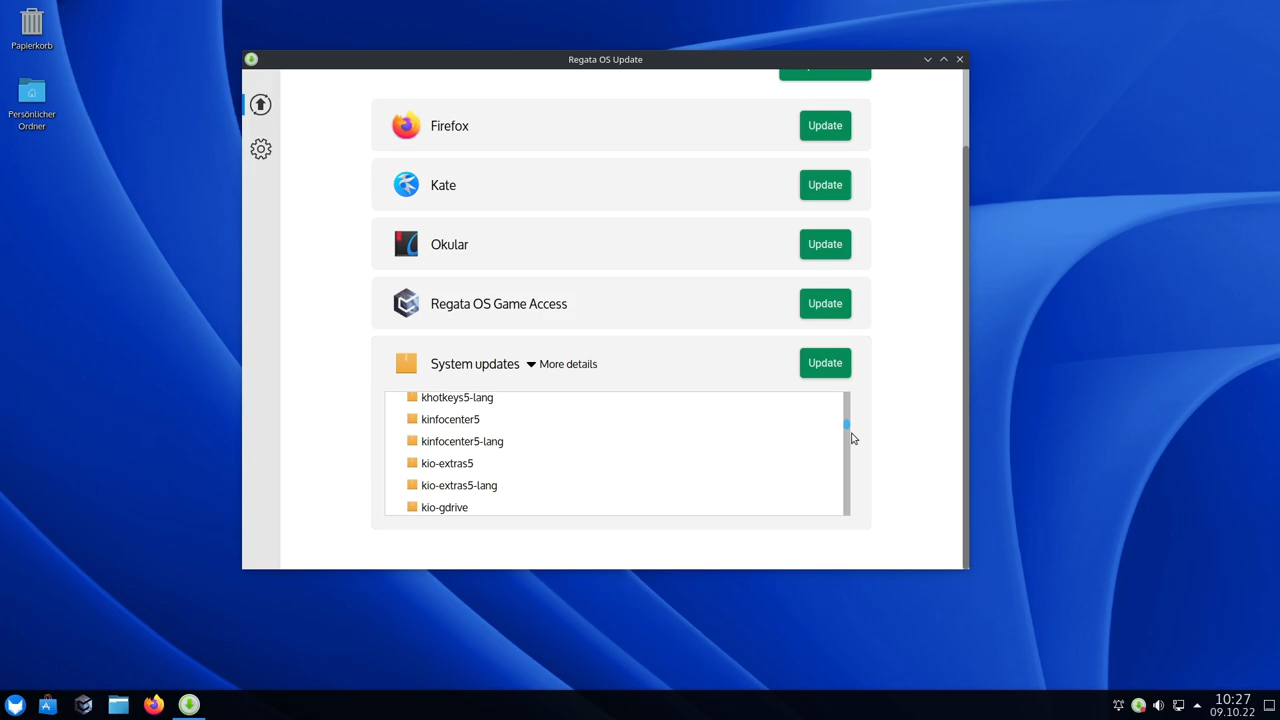 Papierkorb
Persönlicher
Ordner
Regata OS Update
Firefox
Update
Kate
Update
Okular
Update
Regata OS Game Access
Update
System updates More details
Update
khotkeys5-lang
kinfocenter5
kinfocenter5-lang
kio-extras5
kio-extras5-lang
kio-gdrive
10:27
09.10.22